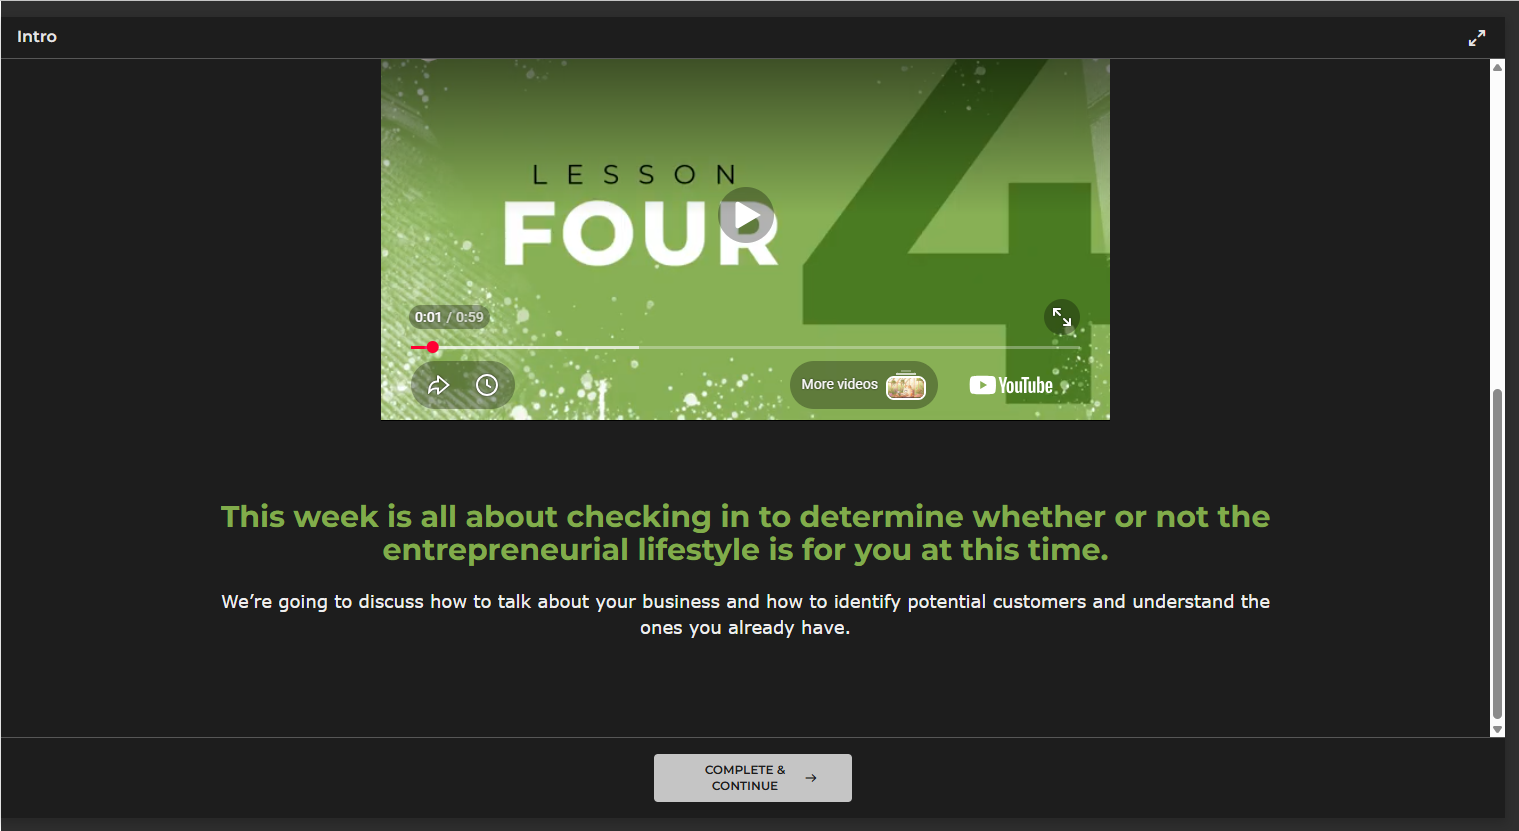 Intro
LESSON
FOUR
4
0:01 / 0:59
More videos
YouTube
This week is all about checking in to determine whether or not the
entrepreneurial lifestyle is for you at this time.
We’re going to discuss how to talk about your business and how to identify potential customers and understand the
ones you already have.
COMPLETE &
CONTINUE